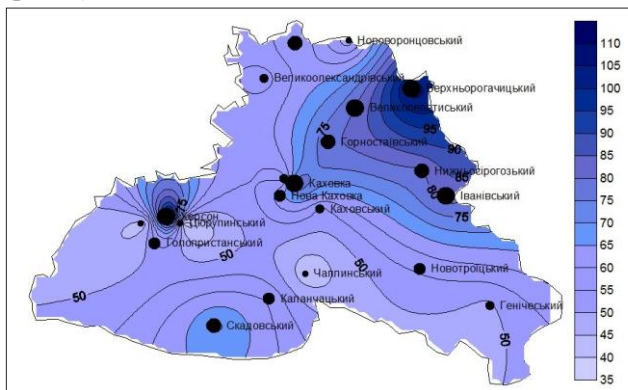 Нововоронцовський
Великоолександрівський
Верхньорогачицький
Великолепетиський
75
95
90
Горностаївський
Нижньосірогозький
85
80
Каховка
Іванівський
Нова Каховка
75
Каховський
75
Херсон
Цюрупинський
Голопристанський
50
50
Чаплинський
Новотроїцький
50
Каланчацький
Генічеський
Скадовський
50
110
105
100
95
90
85
80
75
70
65
60
55
50
45
40
35